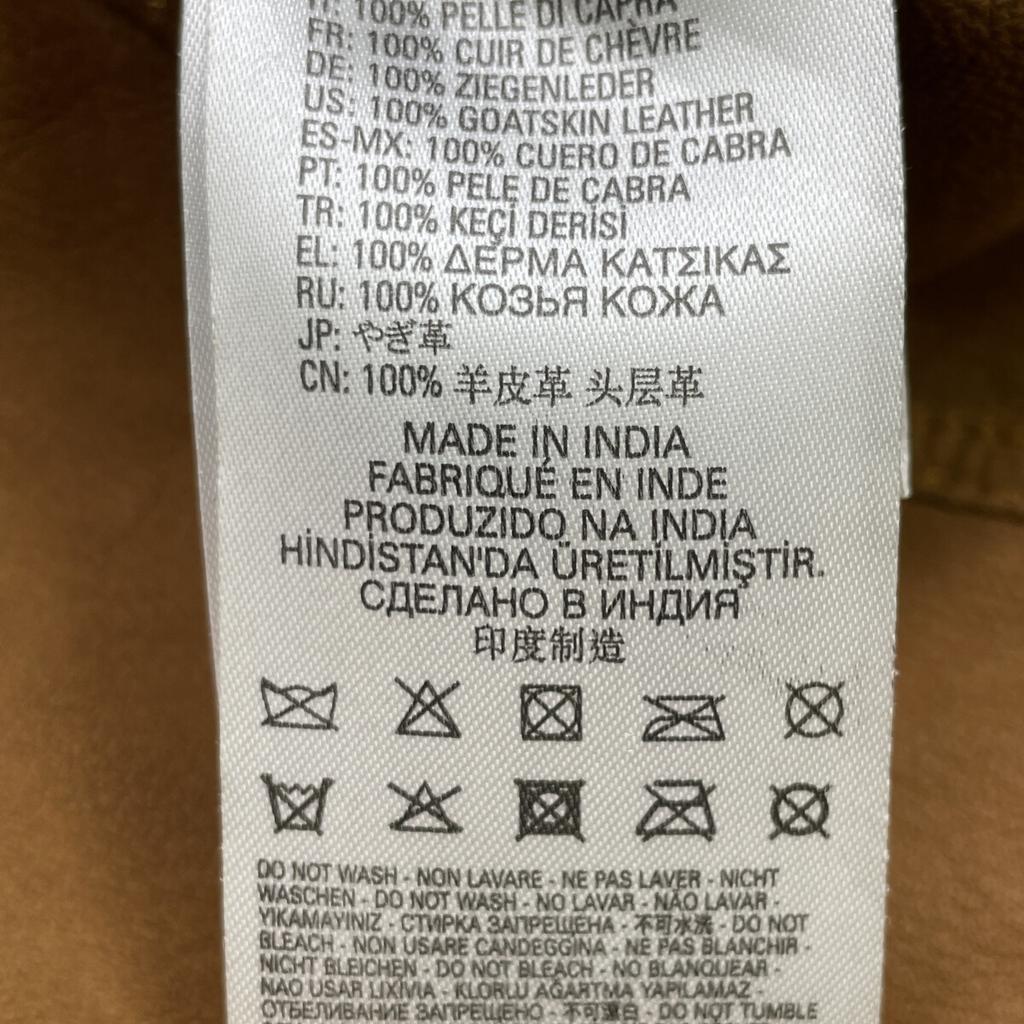 IT: 100% PELLE DI CAPRA
FR: 100% CUIR DE CHÈVRE
DE: 100% ZIEGENLEDER
US: 100% GOATSKIN LEATHER
ES-MX: 100% CUERO DE CABRA
PT: 100% PELE DE CABRA
TR: 100% KEÇİ DERİSİ
EL: 100% ΔΕΡΜΑ ΚΑΤΣΙΚΑΣ
RU: 100% КОЗЬЯ КОЖА
JP: やぎ革
CN: 100% 羊皮革 头层革
MADE IN INDIA
FABRIQUÉ EN INDE
PRODUZIDO NA INDIA
HİNDİSTAN'DA ÜRETİLMİŞTİR.
СДЕЛАНО В ИНДИЯ
印度制造
DO NOT WASH - NON LAVARE - NE PAS LAVER - NICHT
WASCHEN - DO NOT WASH - NO LAVAR - NÃO LAVAR -
YIKAMAYINIZ - СТИРКА ЗАПРЕЩЕНА - 不可水洗 - DO NOT
BLEACH - NON USARE CANDEGGINA - NE PAS BLANCHIR -
NICHT BLEICHEN - DO NOT BLEACH - NO BLANQUEAR -
NAO USAR LIXÍVIA - KLORLU AĞARTMA YAPILAMAZ -
ОТБЕЛИВАНИЕ ЗАПРЕЩЕНО - 不可漂白 - DO NOT TUMBLE